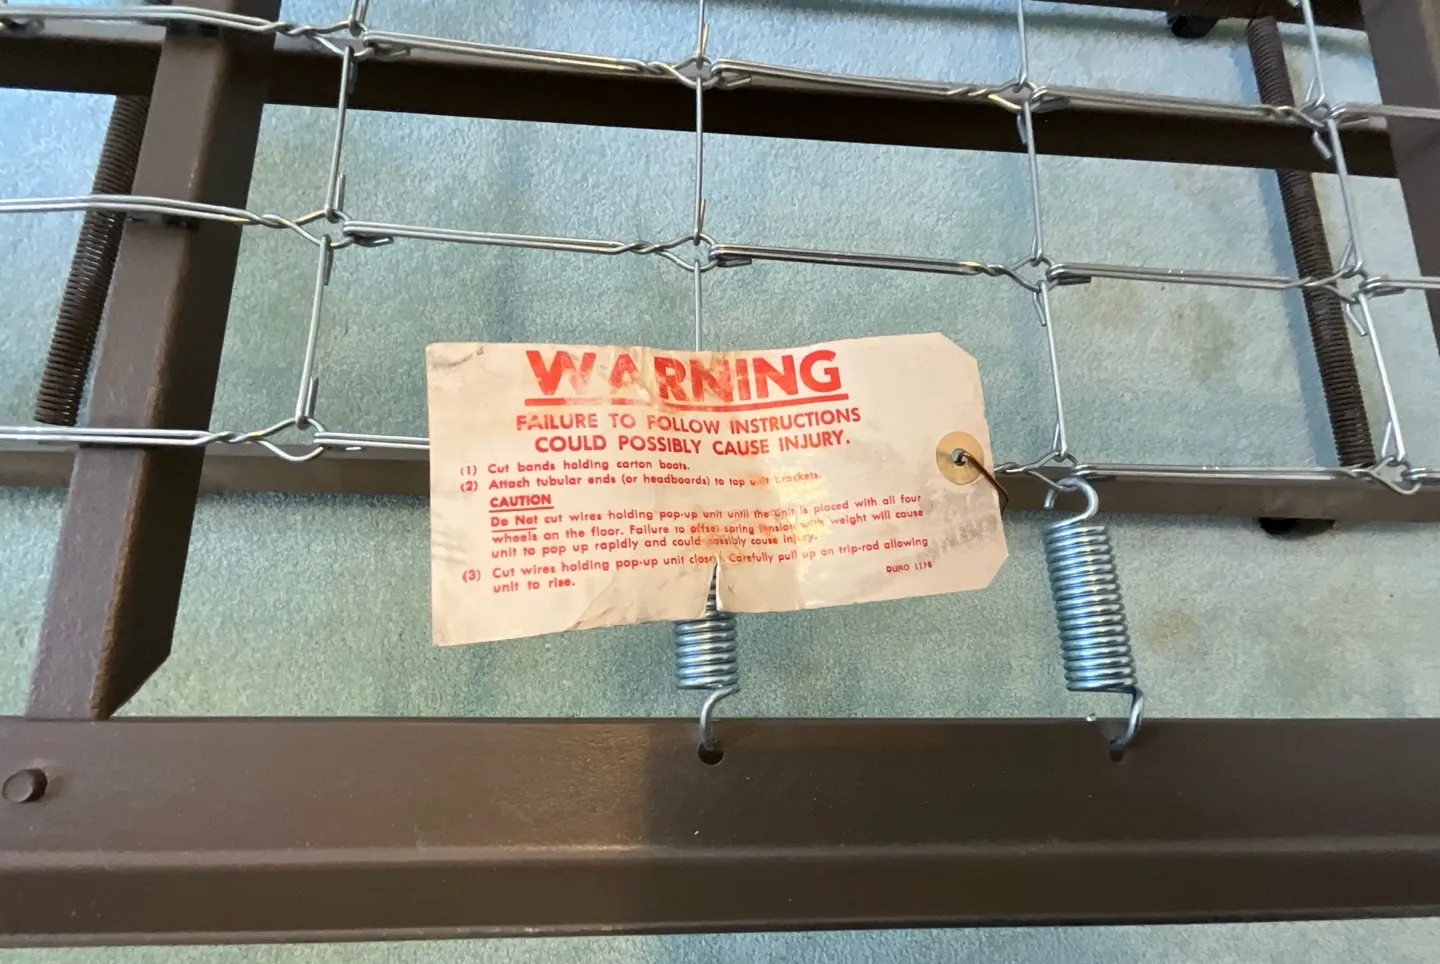 WARNING
FAILURE TO FOLLOW INSTRUCTIONS
COULD POSSIBLY CAUSE INJURY.
(1) Cut bands holding carton boots.
(2) Attach tubular ends (or headboards) to top unit brackets.
CAUTION
Do Not cut wires holding pop-up unit until the unit is placed with all four
wheels on the floor. Failure to offset spring tension with weight will cause
unit to pop up rapidly and could possibly cause injury.
(3) Cut wires holding pop-up unit closed. Carefully pull up on trip-rod allowing
unit to rise.
DURO 1178